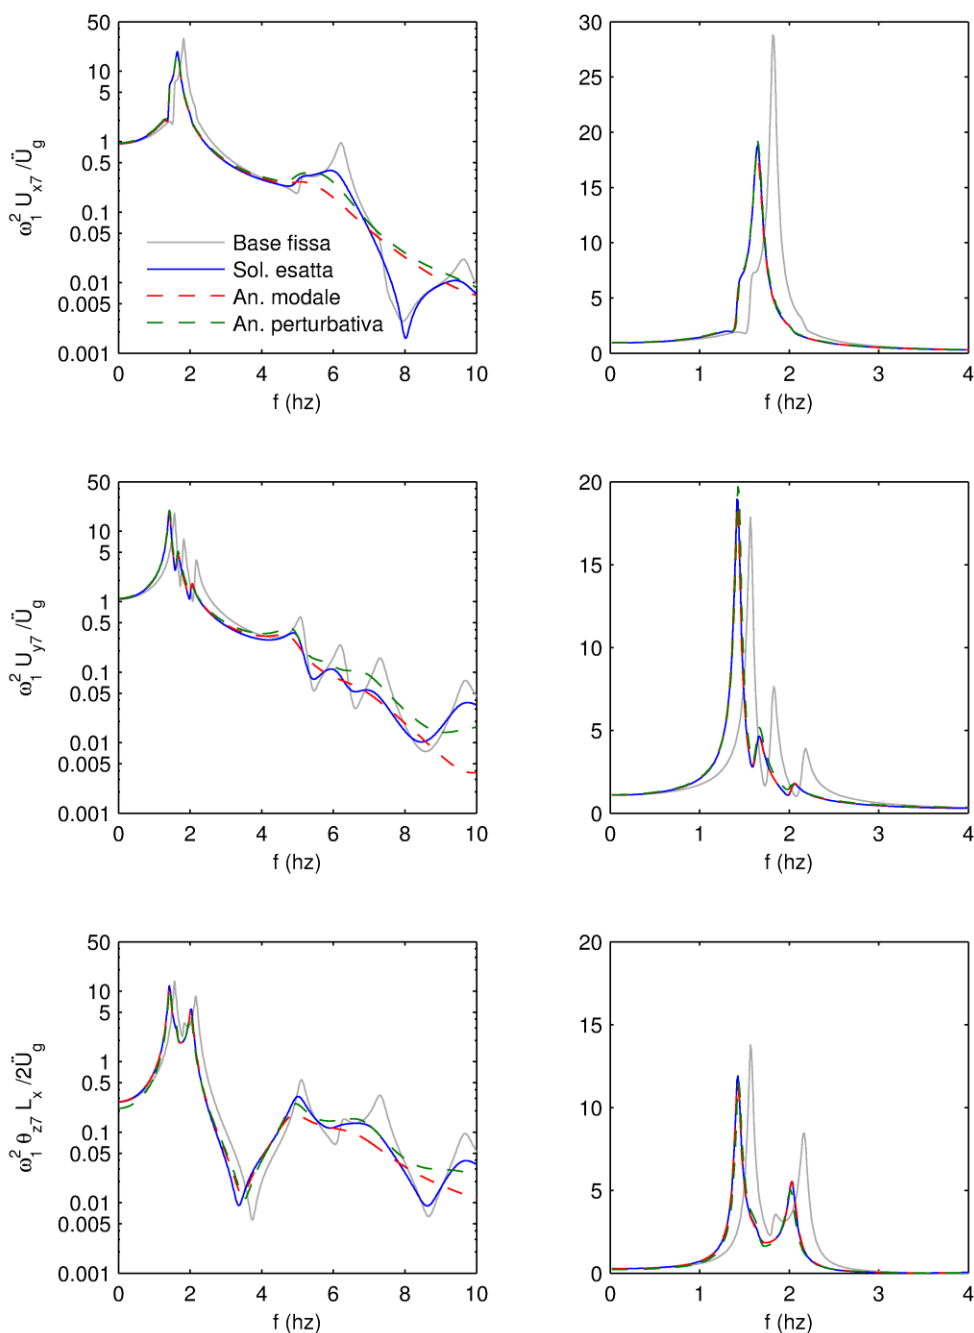 50
10
5
1
0.5
0.1
0.05
0.01
0.005
0.001
0 2 4 6 8 10
f (hz)
ω₁² U_x7 /Ü_g
Base fissa
Sol. esatta
An. modale
An. perturbativa
30
25
20
15
10
5
0
0 1 2 3 4
f (hz)
50
10
5
1
0.5
0.1
0.05
0.01
0.005
0.001
0 2 4 6 8 10
f (hz)
ω₁² U_y7 /Ü_g
20
15
10
5
0
0 1 2 3 4
f (hz)
50
10
5
1
0.5
0.1
0.05
0.01
0.005
0.001
0 2 4 6 8 10
f (hz)
ω₁² θ_z7 L_x /2Ü_g
20
15
10
5
0
0 1 2 3 4
f (hz)